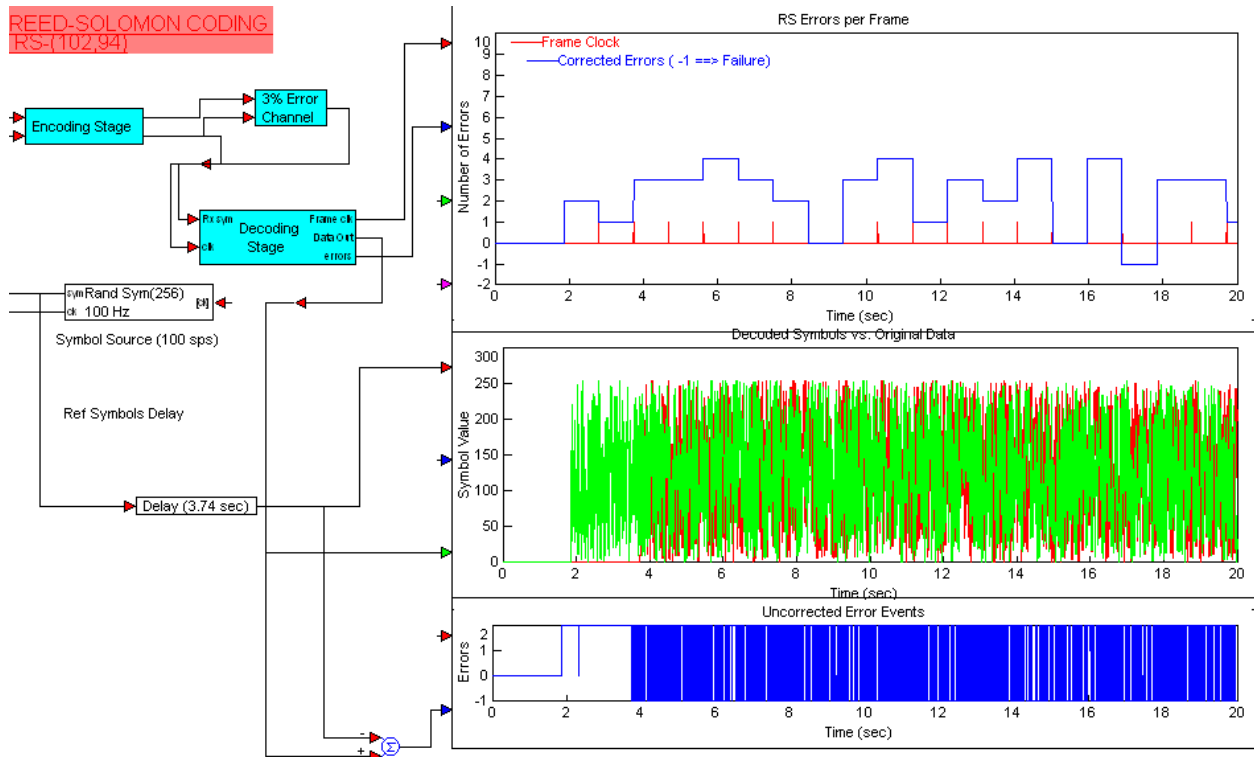 REED-SOLOMON CODING
RS-(102,94)
Encoding Stage
3% Error
Channel
Rx sym
Frame clk
Decoding
Data Out
clk
Stage
errors
sym
Rand Sym(256)
clk
100 Hz
Symbol Source (100 sps)
Ref Symbols Delay
Delay (3.74 sec)
-
+
Σ
RS Errors per Frame
Frame Clock
Corrected Errors ( -1 ==> Failure)
Number of Errors
10
9
8
7
6
5
4
3
2
1
0
-1
-2
0 2 4 6 8 10 12 14 16 18 20
Time (sec)
Decoded Symbols vs. Original Data
Symbol Value
300
250
200
150
100
50
0
0 2 4 6 8 10 12 14 16 18 20
Time (sec)
Uncorrected Error Events
Errors
2
1
0
-1
0 2 4 6 8 10 12 14 16 18 20
Time (sec)